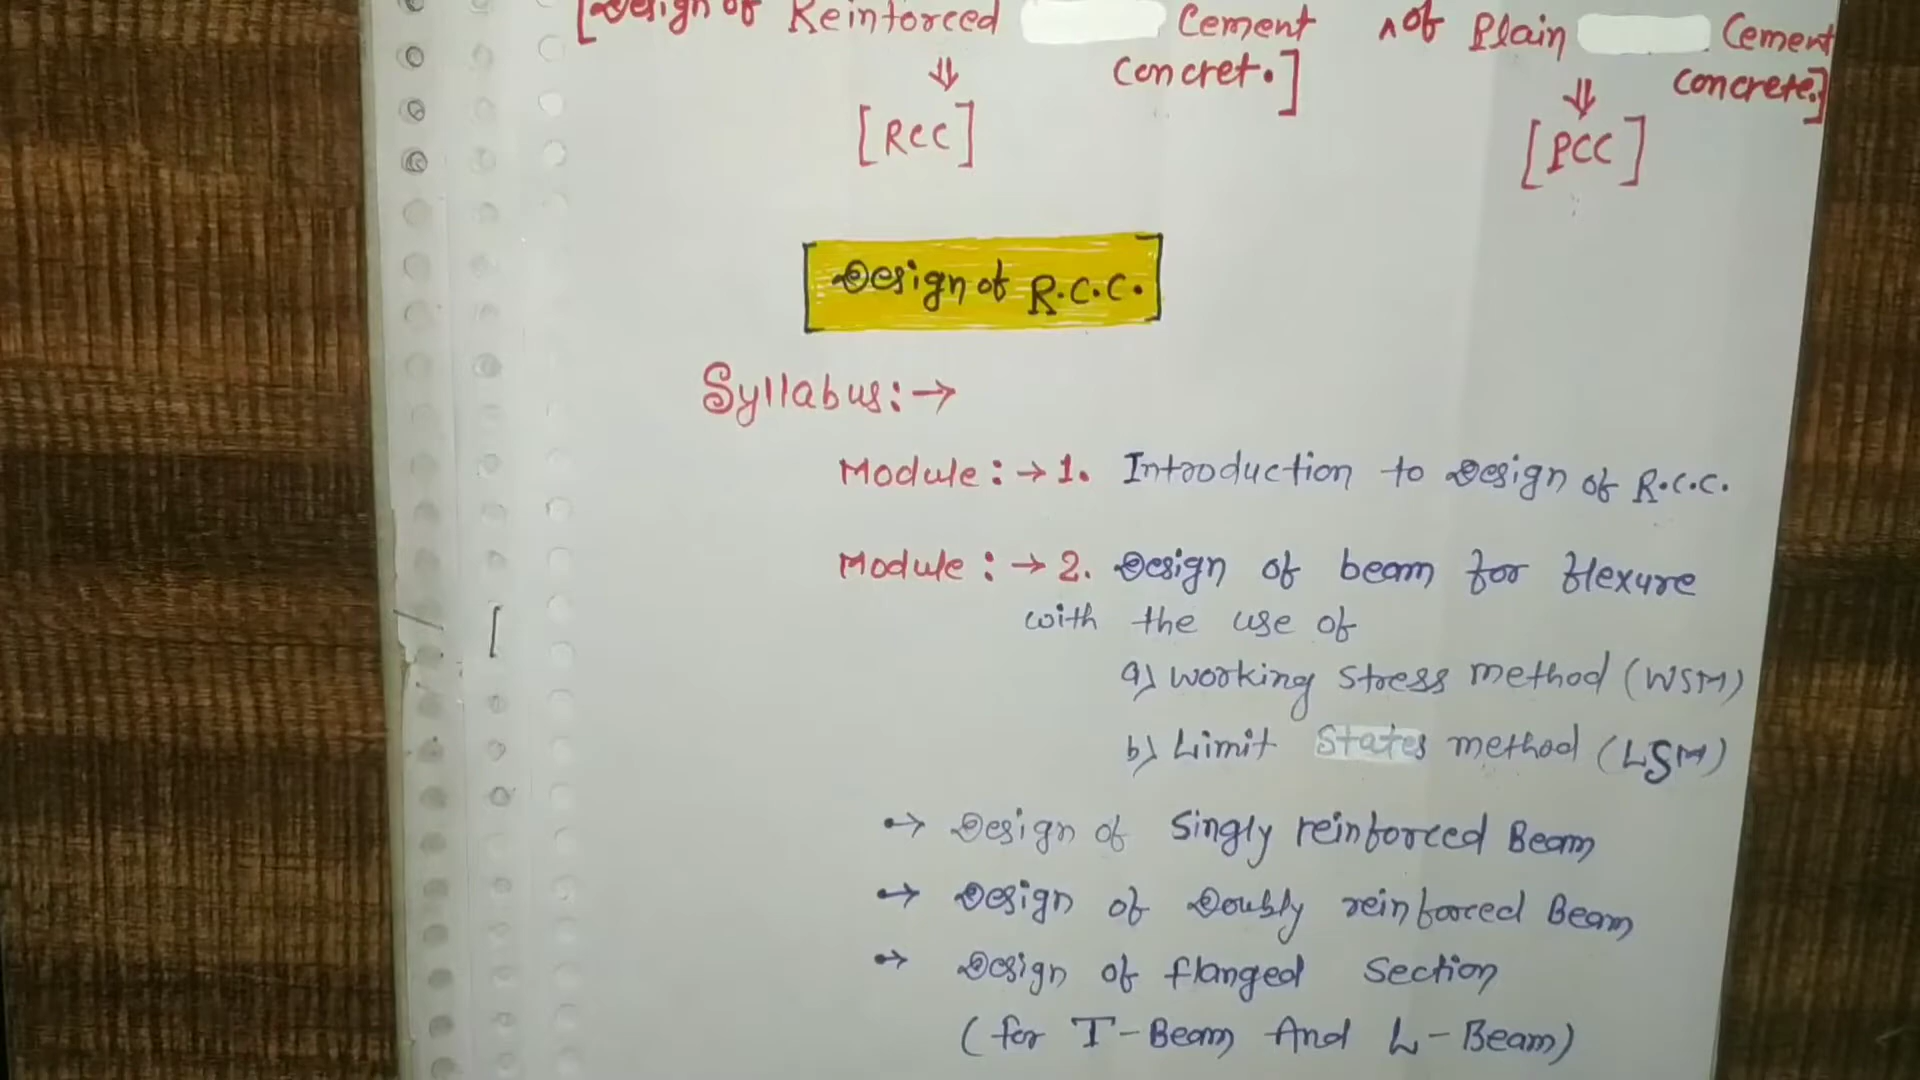 [Design of Reinforced Cement Concret.] ^ of Plain Cement Concrete.]
⇓ ⇓
[RCC] [PCC]
[Design of R.C.C.]
Syllabus:→
Module:→1. Introduction to Design of R.C.C.
Module:→2. Design of beam for flexure
with the use of
a) Working Stress Method (WSM)
b) Limit States method (LSM)
•→ Design of Singly reinforced Beam
•→ Design of Doubly reinforced Beam
•→ Design of flanged Section
(for T-Beam And L-Beam)